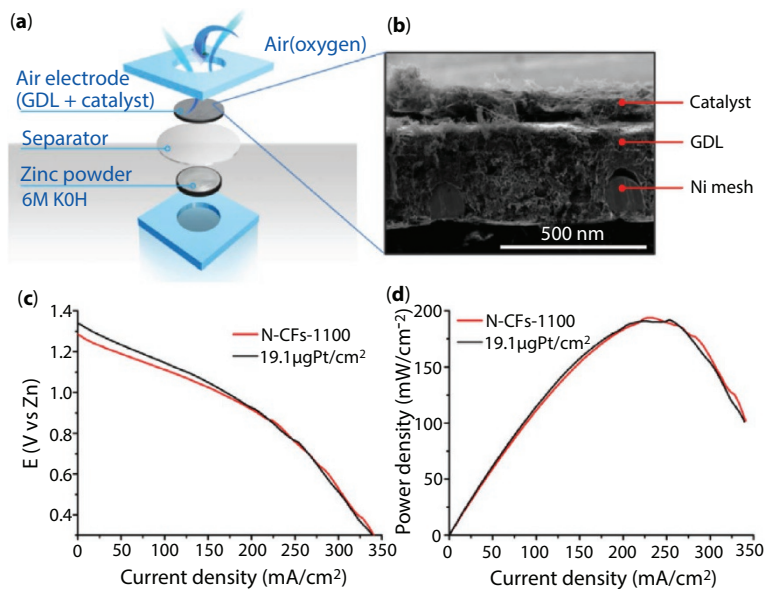 (a)
Air(oxygen)
Air electrode
(GDL + catalyst)
Separator
Zinc powder
6M K0H
(b)
Catalyst
GDL
Ni mesh
500 nm
(c)
1.4
1.2
1.0
0.8
0.6
0.4
E (V vs Zn)
N-CFs-1100
19.1µgPt/cm²
0 50 100 150 200 250 300 350
Current density (mA/cm²)
(d)
200
150
100
50
0
Power density (mW/cm⁻²)
N-CFs-1100
19.1µgPt/cm²
0 50 100 150 200 250 300 350
Current density (mA/cm²)